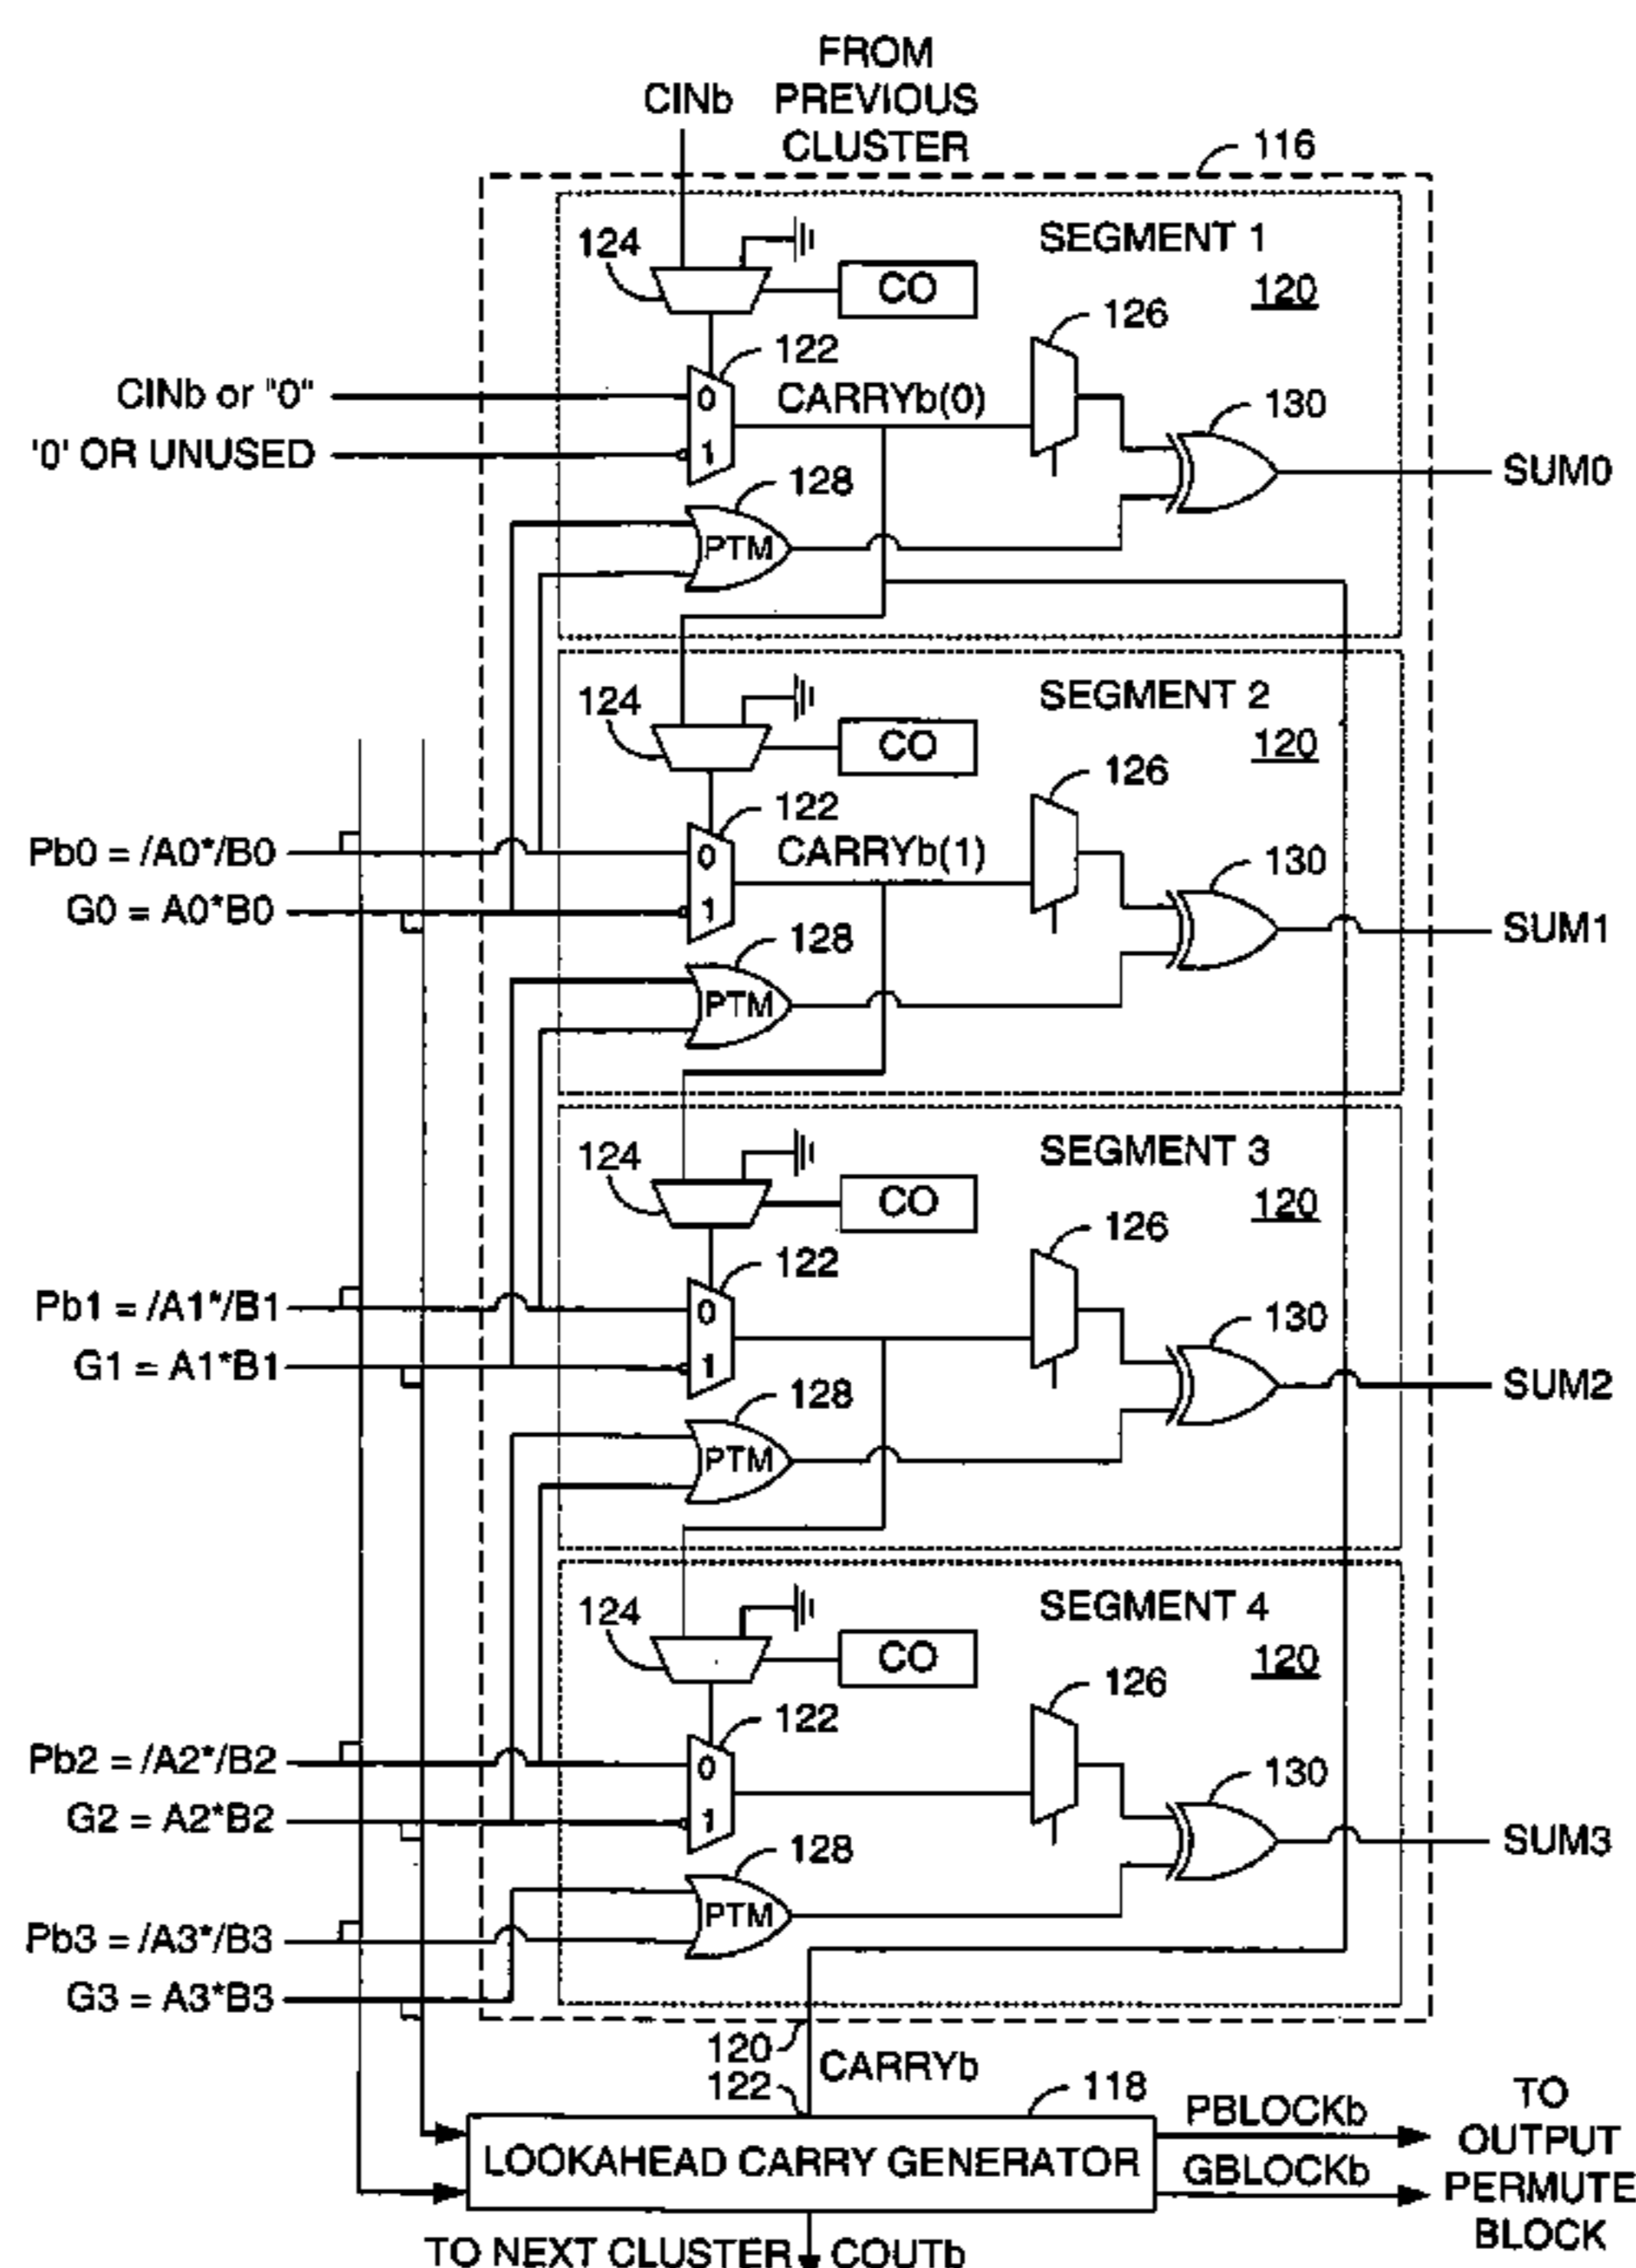 FROM
CINb PREVIOUS
CLUSTER
116
124
SEGMENT 1
CO
120
126
122
CINb or "0"
0
CARRYb(0)
130
'0' OR UNUSED
1
SUM0
128
PTM
124
SEGMENT 2
CO
120
126
122
Pb0 = /A0*/B0
0
CARRYb(1)
130
G0 = A0*B0
1
SUM1
128
PTM
124
SEGMENT 3
CO
120
126
122
Pb1 = /A1*/B1
0
130
G1 = A1*B1
1
SUM2
128
PTM
124
SEGMENT 4
CO
120
126
122
Pb2 = /A2*/B2
0
130
G2 = A2*B2
1
SUM3
128
PTM
Pb3 = /A3*/B3
G3 = A3*B3
120
CARRYb
122
118
PBLOCKb
LOOKAHEAD CARRY GENERATOR
GBLOCKb
TO
OUTPUT
PERMUTE
BLOCK
TO NEXT CLUSTER COUTb